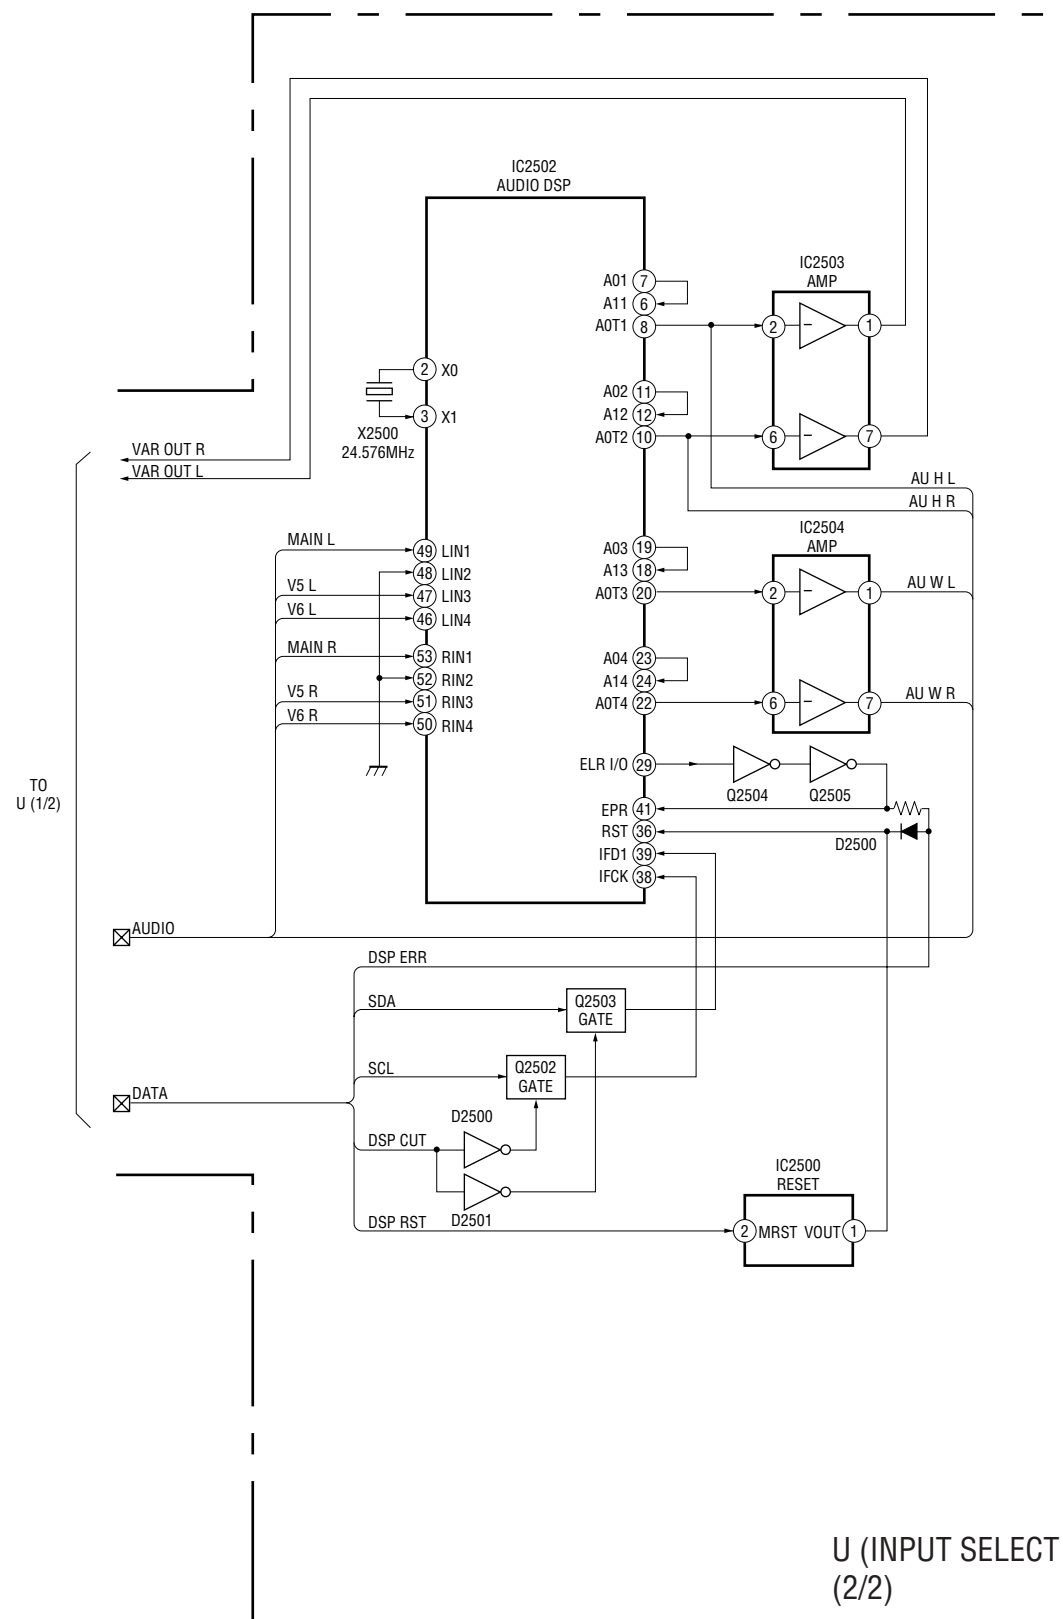 IC2502
AUDIO DSP
IC2503
AMP
A01 7
A11 6
A0T1 8
2 1
A02 11
A12 12
A0T2 10
6 7
2 X0
3 X1
X2500
24.576MHz
VAR OUT R
VAR OUT L
AU H L
AU H R
IC2504
AMP
MAIN L 49 LIN1
48 LIN2
V5 L 47 LIN3
V6 L 46 LIN4
MAIN R 53 RIN1
52 RIN2
V5 R 51 RIN3
V6 R 50 RIN4
A03 19
A13 18
A0T3 20
2 1 AU W L
A04 23
A14 24
A0T4 22
6 7 AU W R
ELR I/O 29
Q2504 Q2505
EPR 41
RST 36
D2500
IFD1 39
IFCK 38
TO
U (1/2)
AUDIO
DSP ERR
SDA
Q2503
GATE
SCL
Q2502
GATE
DATA
D2500
DSP CUT
D2501
DSP RST
IC2500
RESET
2 MRST VOUT 1
U (INPUT SELECT
(2/2)